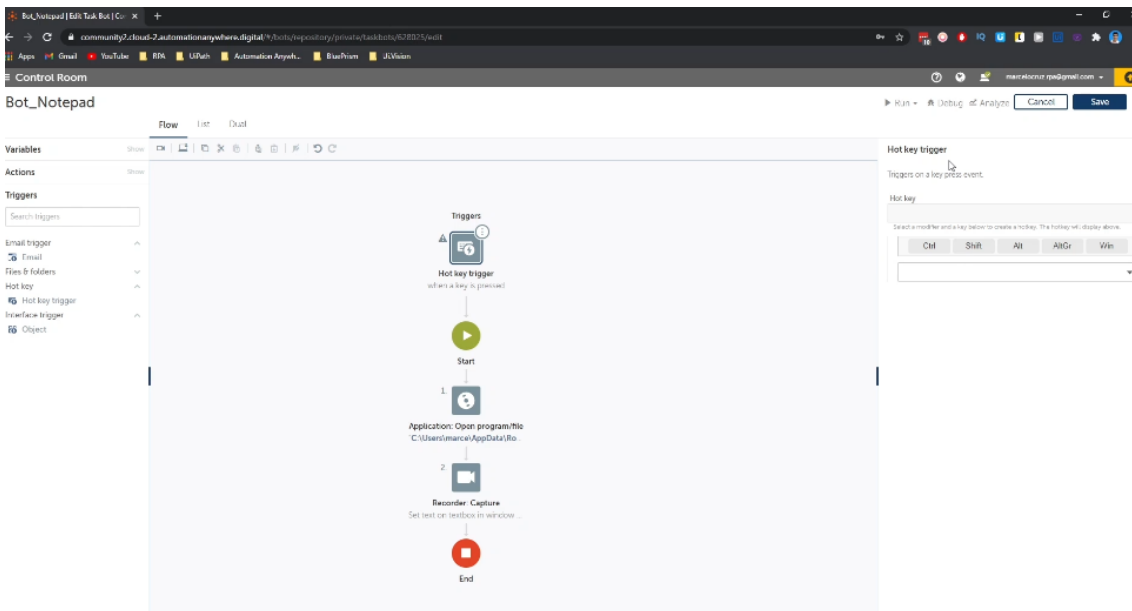 Bot_Notepad | Edit Task Bot | Co
community2.cloud-2.automationanywhere.digital/#/bots/repository/private/taskbots/628025/edit
Apps Gmail YouTube RPA UiPath Automation Anywh... BluePrism UiVision
Control Room
marcelocruz.rpa@gmail.com
Bot_Notepad
Run Debug Analyze Cancel Save
Flow List Dual
Variables Show
Actions Show
Triggers
Search triggers
Email trigger
Email
Files & folders
Hot key
Hot key trigger
Interface trigger
Object
Triggers
Hot key trigger
when a key is pressed
Start
1.
Application: Open program/file
"C:\Users\marce\AppData\Ro...
2.
Recorder: Capture
Set text on textbox in window ...
End
Hot key trigger
Triggers on a key press event.
Hot key
Select a modifier and a key below to create a hotkey. The hotkey will display above.
Ctrl Shift Alt AltGr Win